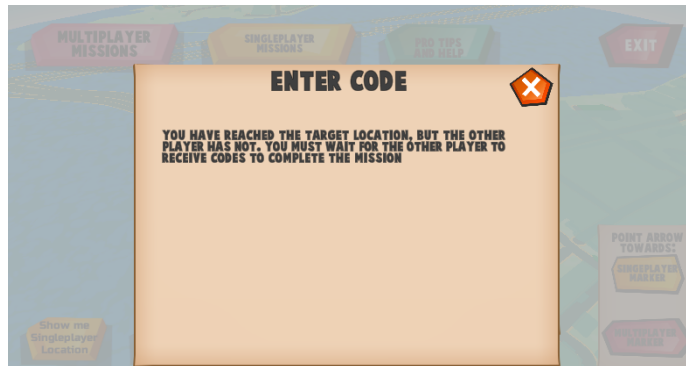 MULTIPLAYER
MISSIONS
SINGLEPLAYER
MISSIONS
PRO TIPS
AND HELP
EXIT
ENTER CODE
YOU HAVE REACHED THE TARGET LOCATION, BUT THE OTHER
PLAYER HAS NOT. YOU MUST WAIT FOR THE OTHER PLAYER TO
RECEIVE CODES TO COMPLETE THE MISSION
POINT ARROW
TOWARDS:
SINGLEPLAYER
MARKER
MULTIPLAYER
MARKER
Show me
Singleplayer
Location